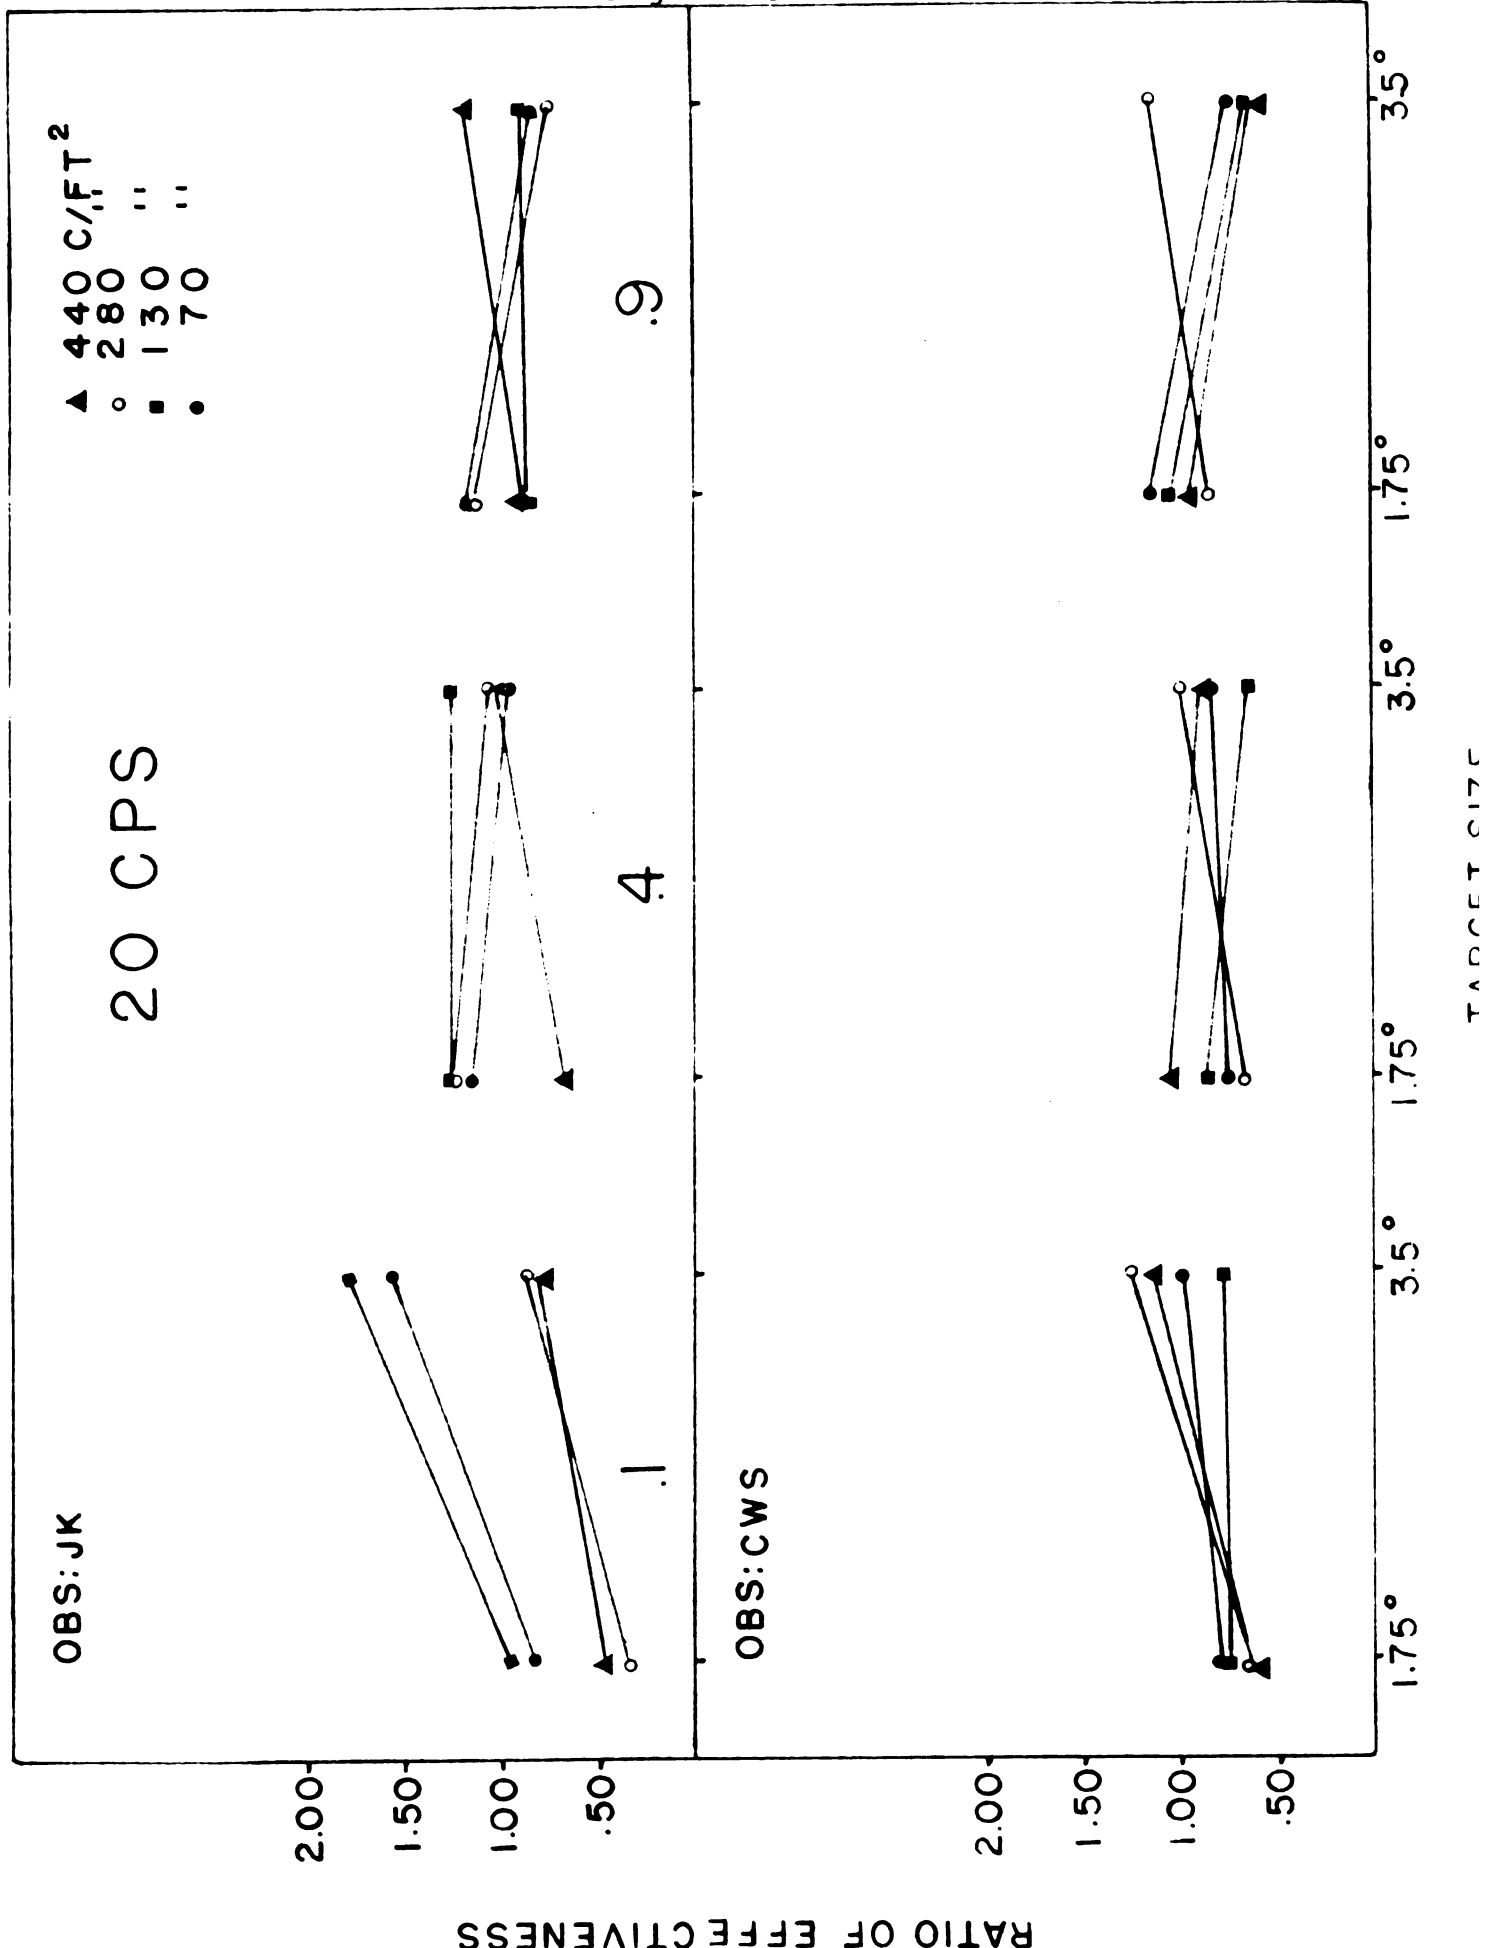 OBS: JK
20 CPS
▲ 440 C/FT²
○ 280 "
■ 130 "
● 70 "
2.00
1.50
1.00
.50
.1
.4
.9
OBS: CWS
2.00
1.50
1.00
.50
1.75° 3.5° 1.75° 3.5° 1.75° 3.5°
RATIO OF EFFECTIVENESS
TARGET SIZE